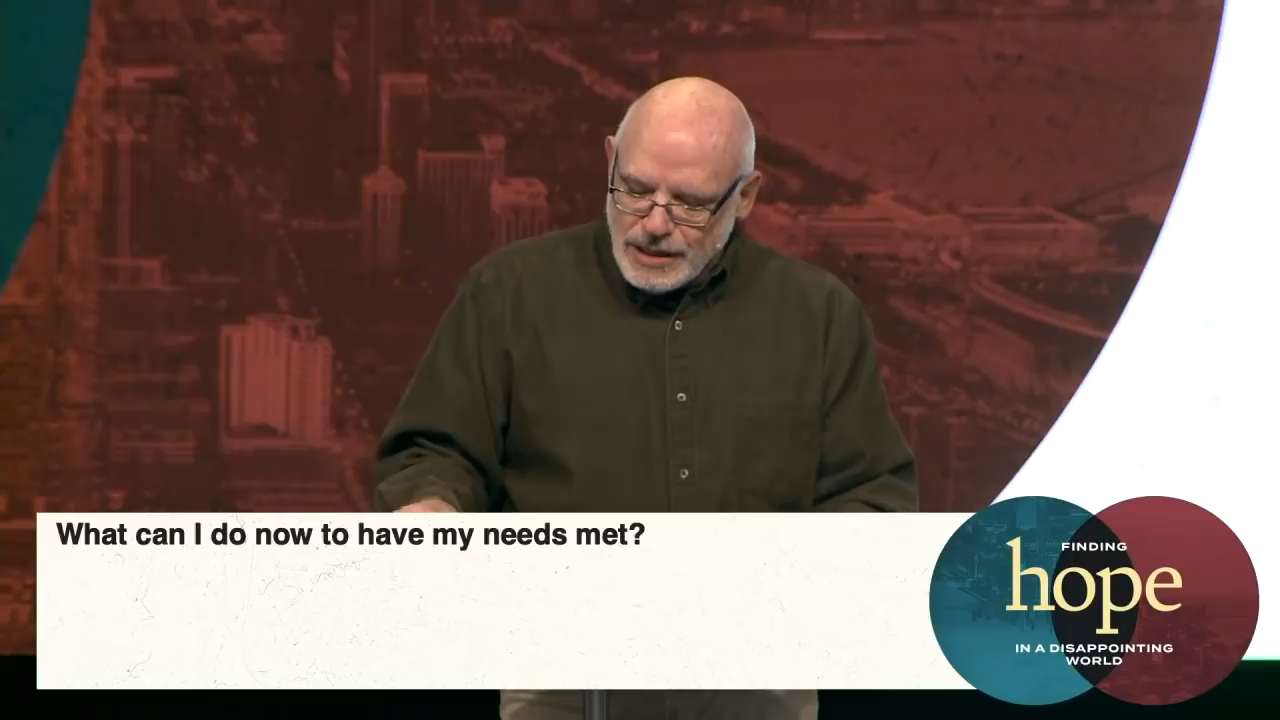 What can I do now to have my needs met?
FINDING
hope
IN A DISAPPOINTING
WORLD